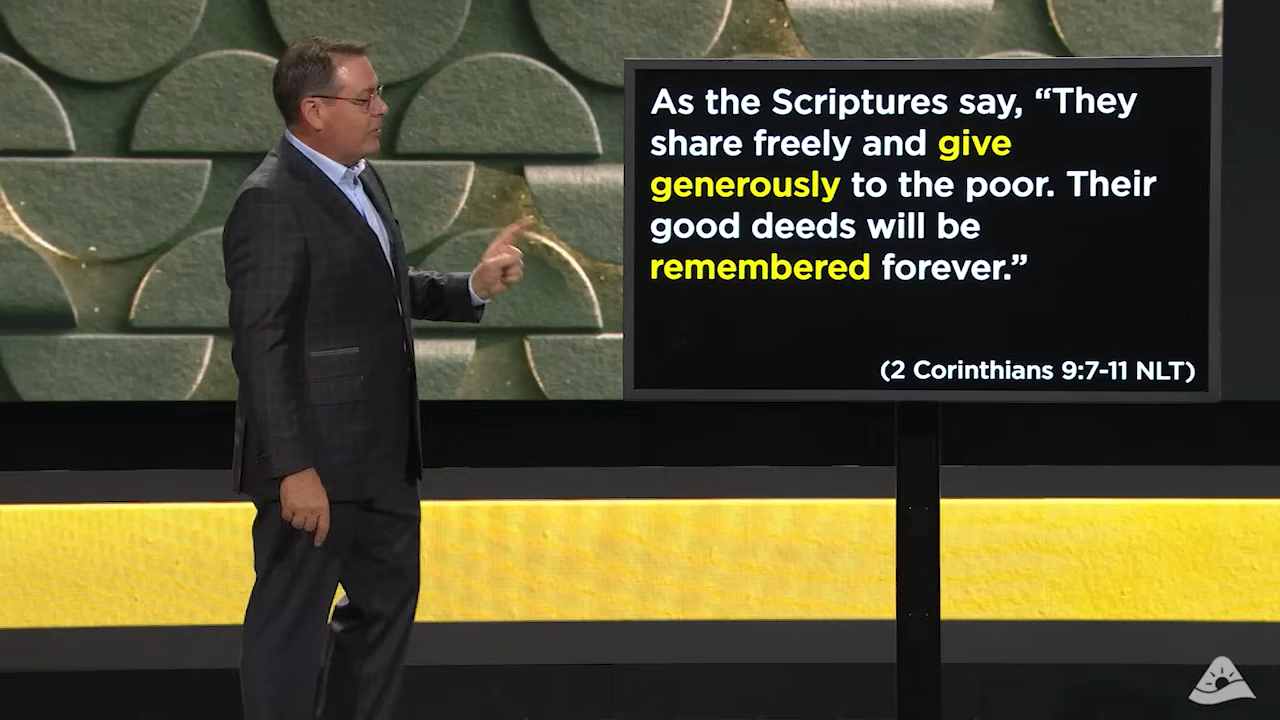 As the Scriptures say, “They
share freely and give
generously to the poor. Their
good deeds will be
remembered forever.”
(2 Corinthians 9:7-11 NLT)